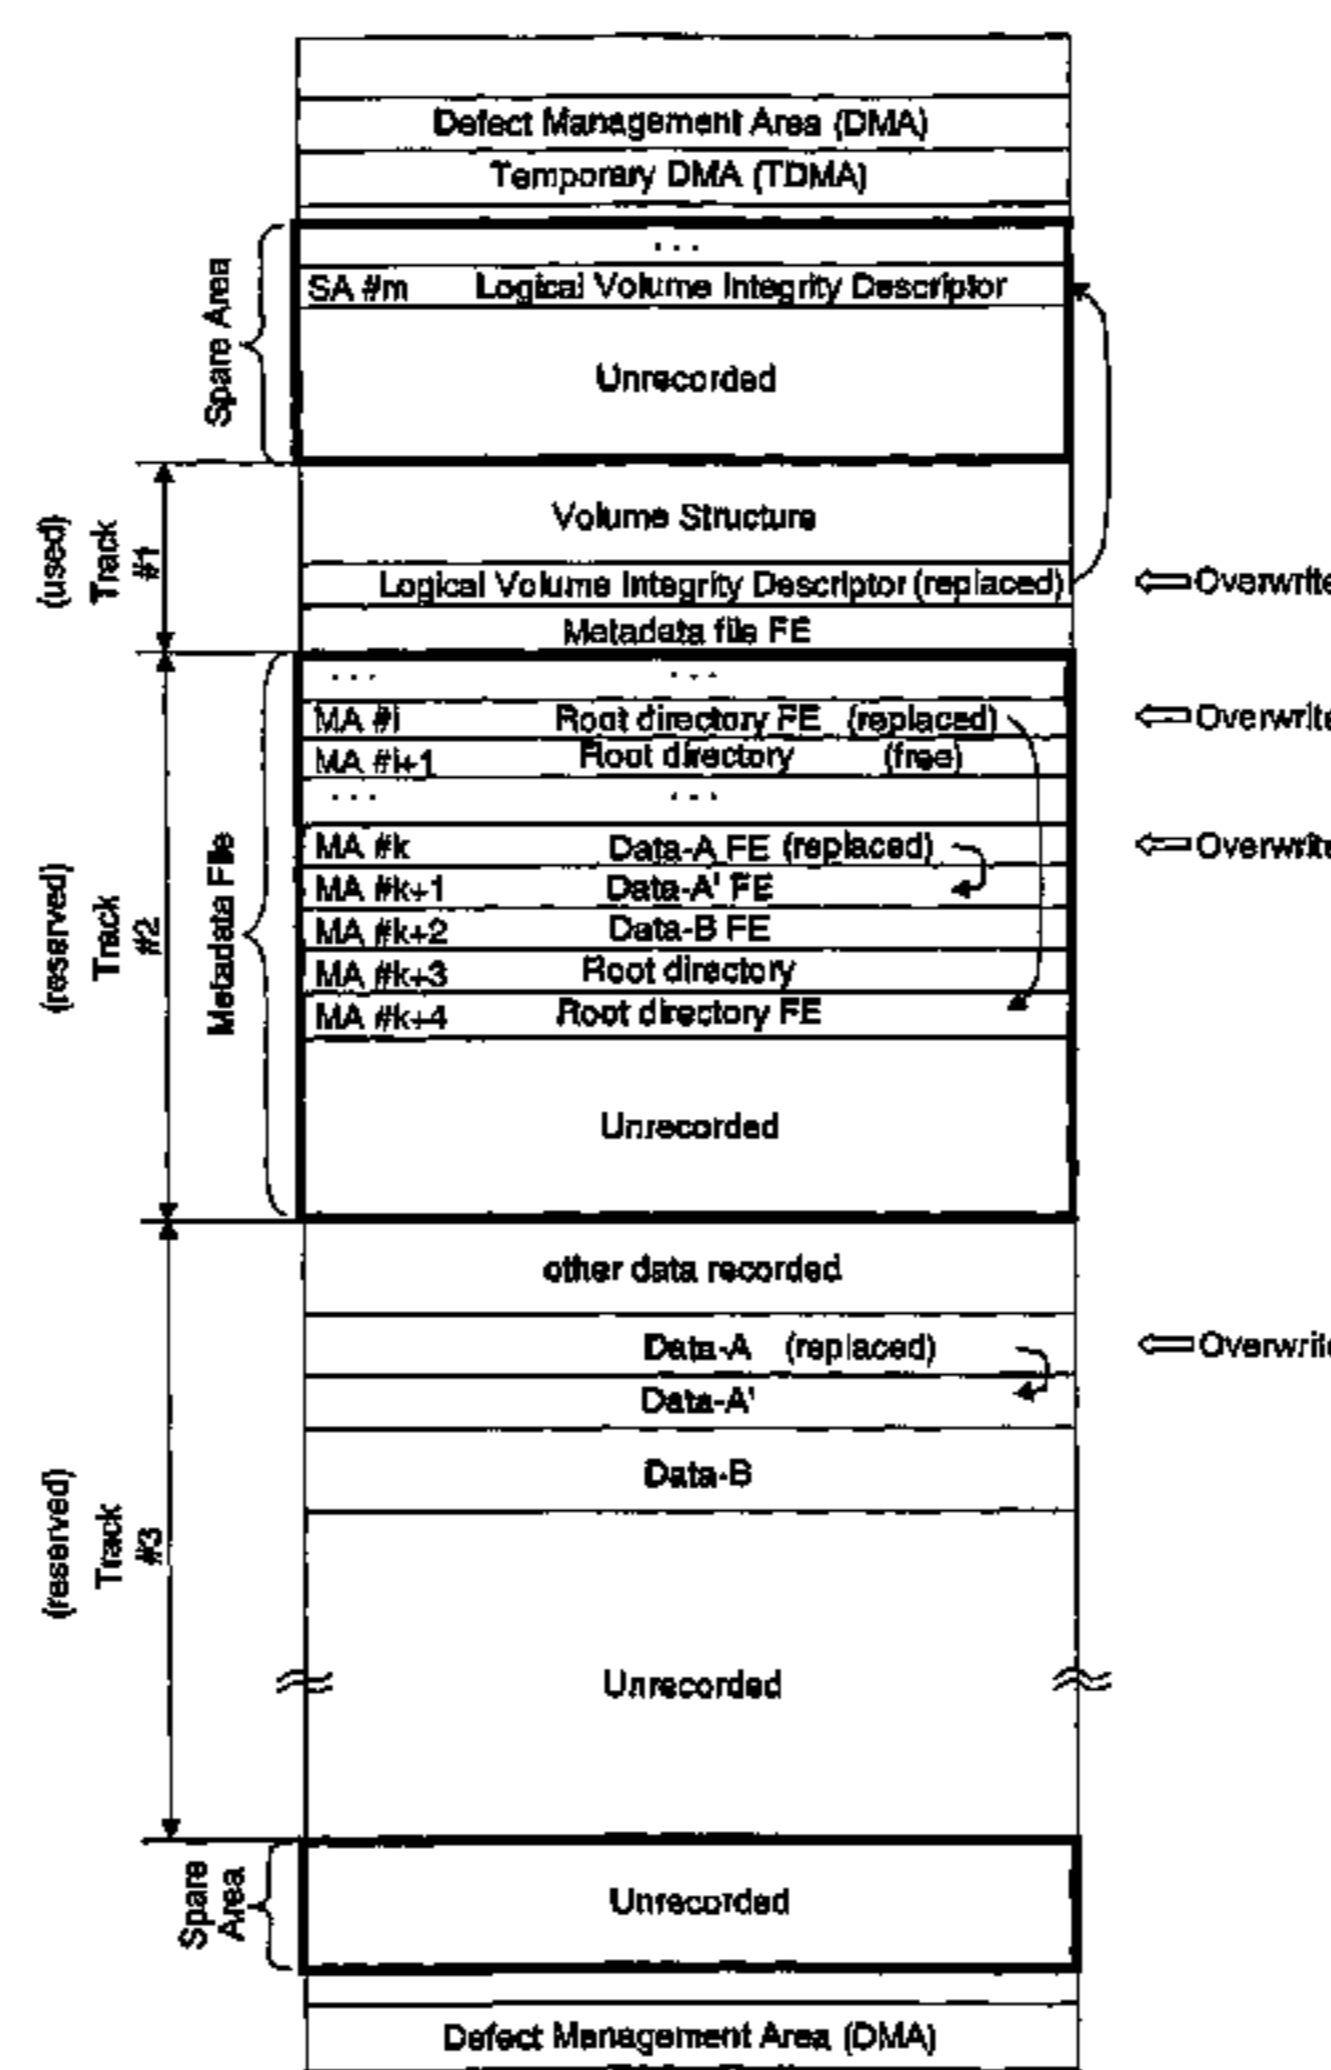 Defect Management Area (DMA)
Temporary DMA (TDMA)
Spare Area
. . .
SA #m Logical Volume Integrity Descriptor
Unrecorded
(used)
Track
#1
Volume Structure
Logical Volume Integrity Descriptor (replaced)
Overwrite
Metadata file FE
(reserved)
Track
#2
Metadata File
. . . . . .
MA #i Root directory FE (replaced)
Overwrite
MA #i+1 Root directory (free)
. . . . . .
MA #k Data-A FE (replaced)
Overwrite
MA #k+1 Data-A' FE
MA #k+2 Data-B FE
MA #k+3 Root directory
MA #k+4 Root directory FE
Unrecorded
(reserved)
Track
#3
other data recorded
Data-A (replaced)
Overwrite
Data-A'
Data-B
Unrecorded
Spare
Area
Unrecorded
Defect Management Area (DMA)